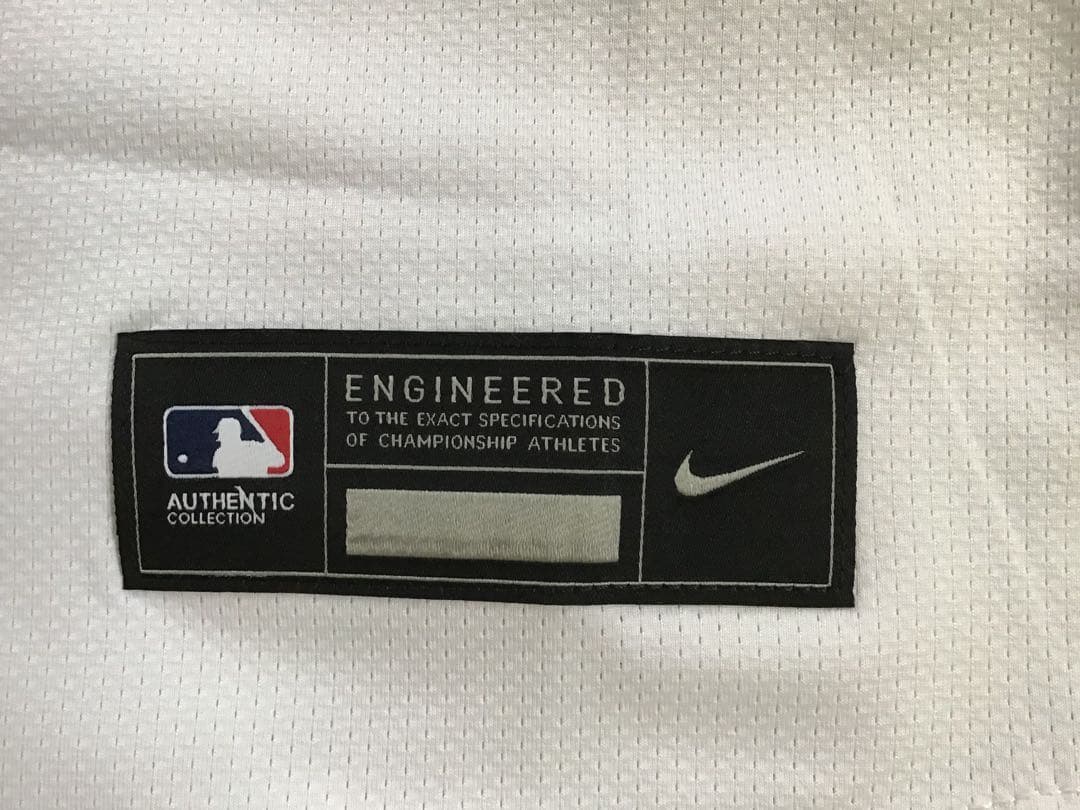 AUTHENTIC
COLLECTION
ENGINEERED
TO THE EXACT SPECIFICATIONS
OF CHAMPIONSHIP ATHLETES